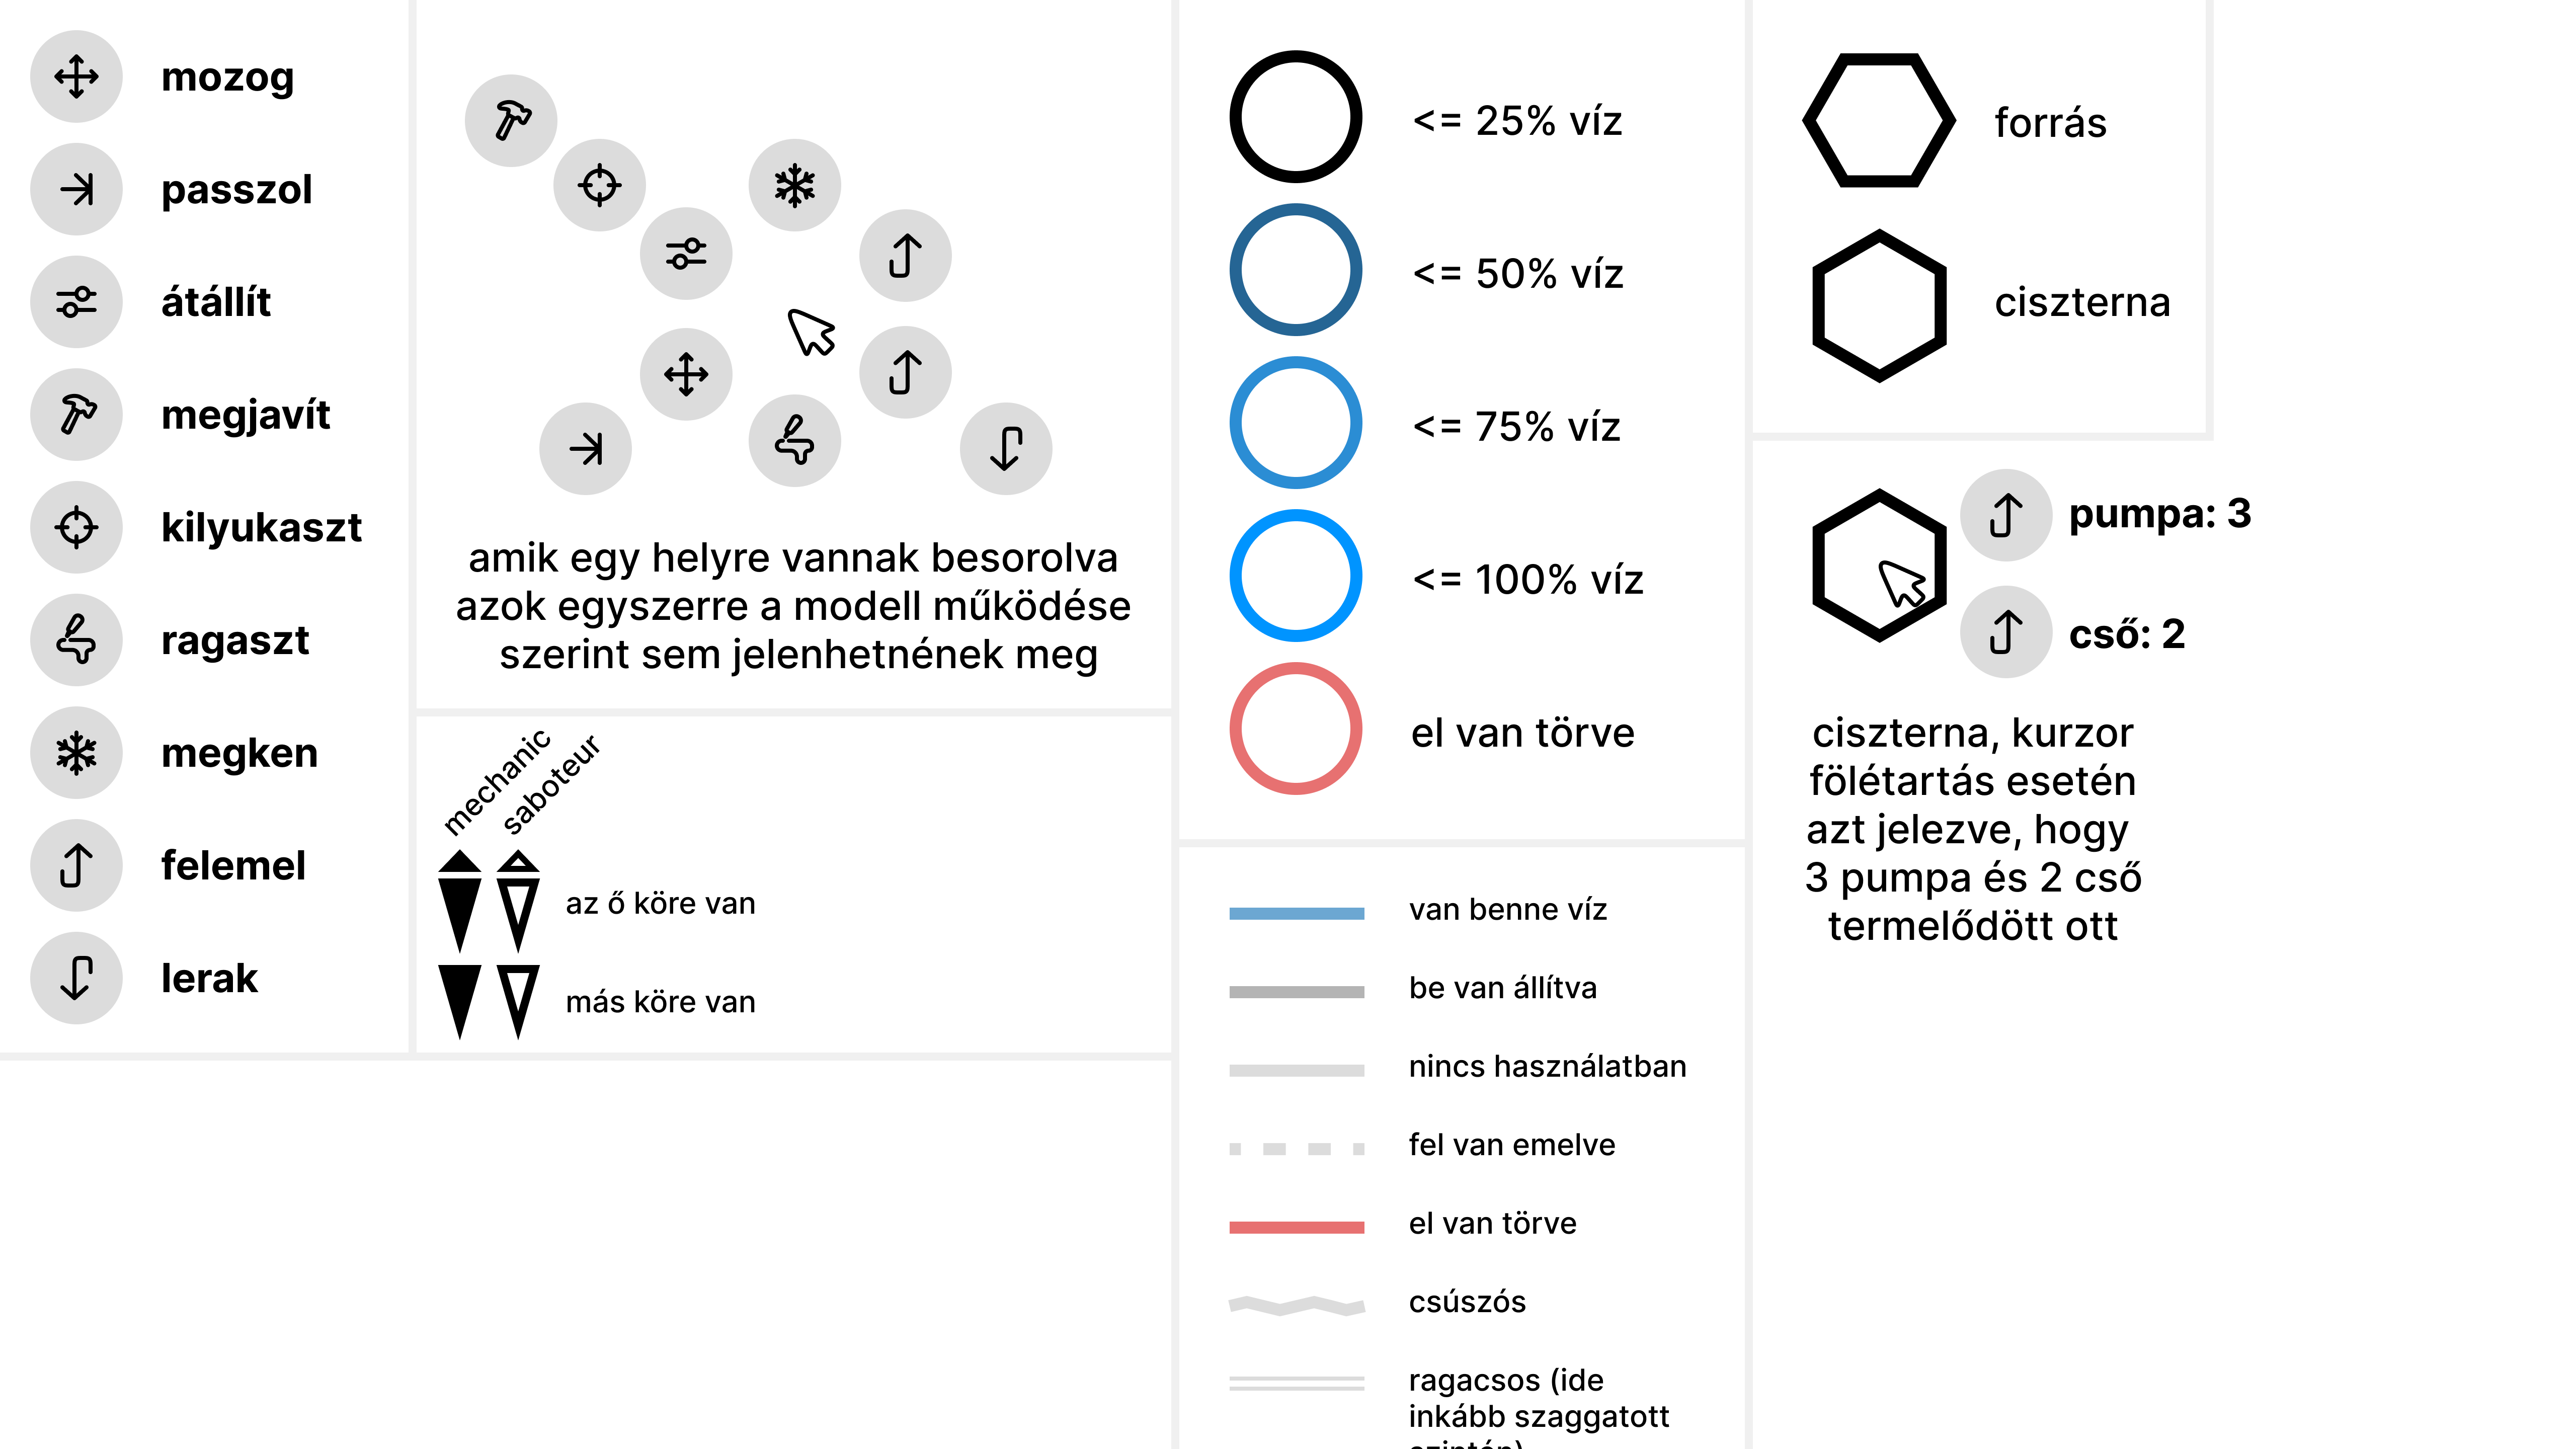 mozog
passzol
átállít
megjavít
kilyukaszt
ragaszt
megken
felemel
lerak
amik egy helyre vannak besorolva
azok egyszerre a modell működése
szerint sem jelenhetnének meg
mechanic
saboteur
az ő köre van
más köre van
<= 25% víz
<= 50% víz
<= 75% víz
<= 100% víz
el van törve
van benne víz
be van állítva
nincs használatban
fel van emelve
el van törve
csúszós
ragacsos (ide
inkább szaggatott
forrás
ciszterna
pumpa: 3
cső: 2
ciszterna, kurzor
fölétartás esetén
azt jelezve, hogy
3 pumpa és 2 cső
termelődött ott